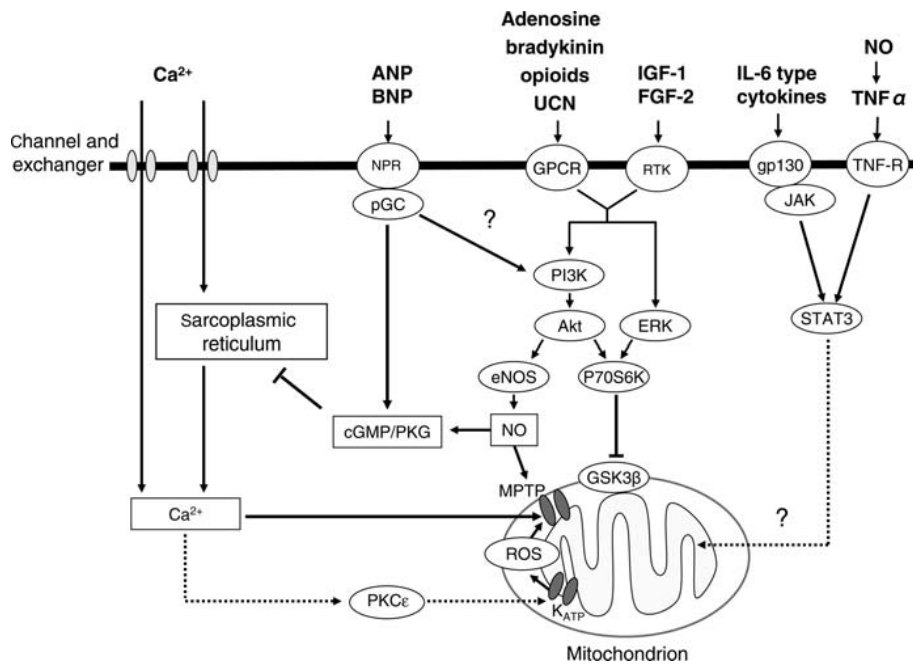 Adenosine
bradykinin
opioids
UCN
NO
Ca²⁺
ANP
BNP
IGF-1
FGF-2
IL-6 type
cytokines
TNFα
Channel and
exchanger
NPR
GPCR
RTK
gp130
TNF-R
pGC
JAK
?
PI3K
Sarcoplasmic
reticulum
Akt
ERK
STAT3
eNOS
P70S6K
cGMP/PKG
NO
GSK3β
MPTP
Ca²⁺
?
ROS
PKCε
K_ATP
Mitochondrion